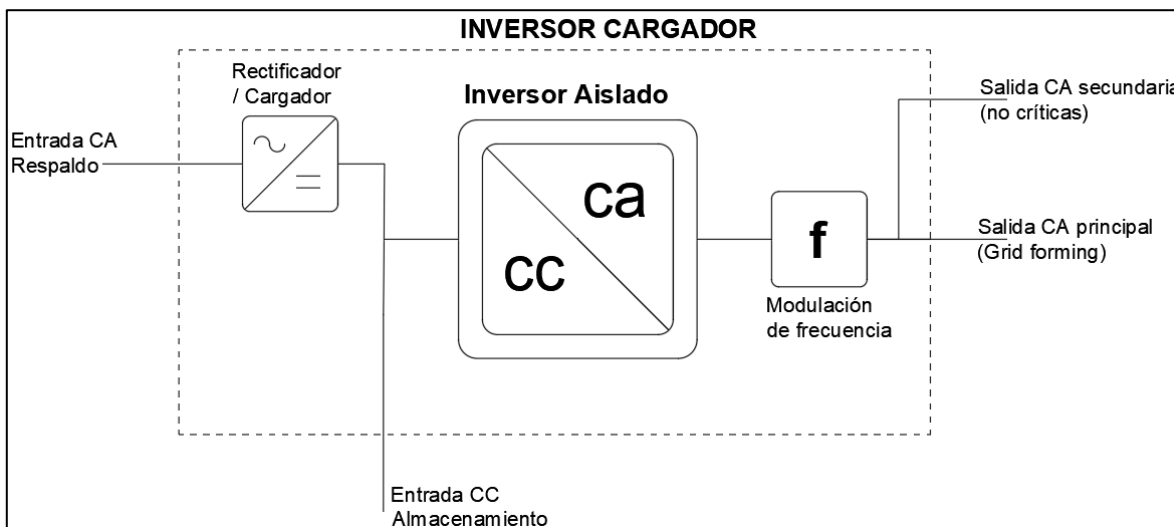 INVERSOR CARGADOR
Rectificador
/ Cargador
Inversor Aislado
Salida CA secundaria
(no críticas)
Entrada CA
Respaldo
ca
cc
f
Salida CA principal
(Grid forming)
Modulación
de frecuencia
Entrada CC
Almacenamiento